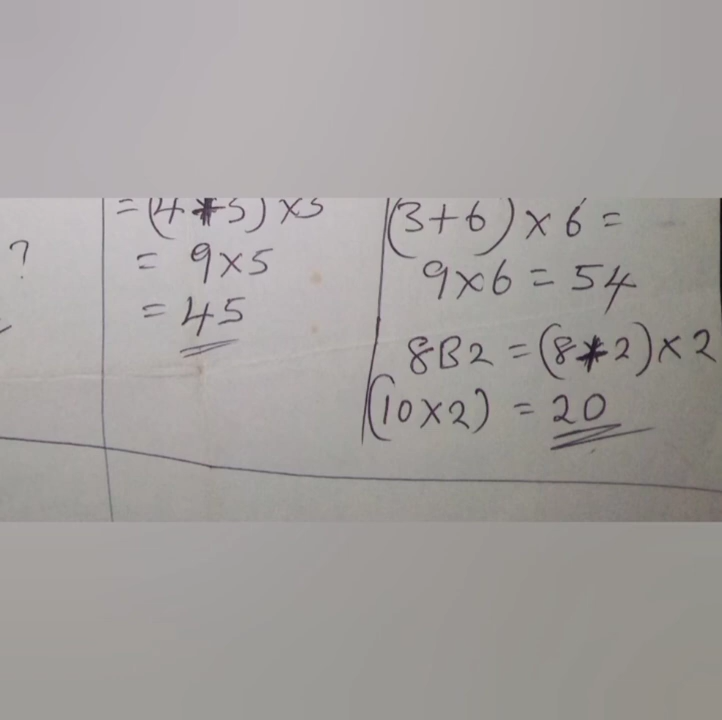 ?
= (4+5) ×5
= 9×5
= 45
(3+6) × 6 =
9×6 = 54
8B2 = (8+2)×2
(10×2) = 20